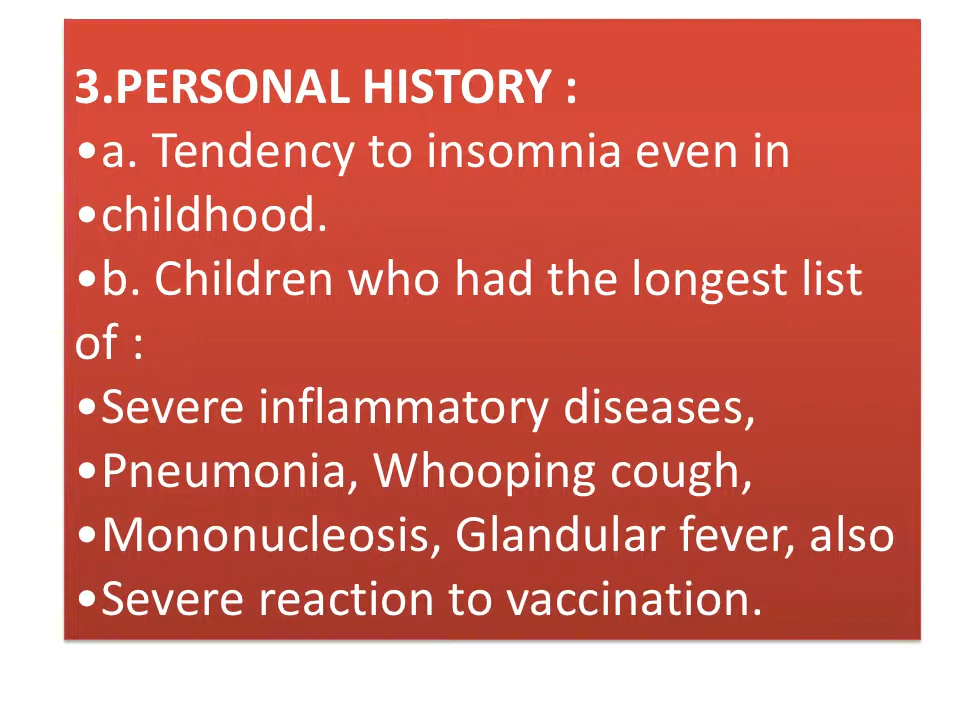 3.PERSONAL HISTORY :
•a. Tendency to insomnia even in
•childhood.
•b. Children who had the longest list
of :
•Severe inflammatory diseases,
•Pneumonia, Whooping cough,
•Mononucleosis, Glandular fever, also
•Severe reaction to vaccination.